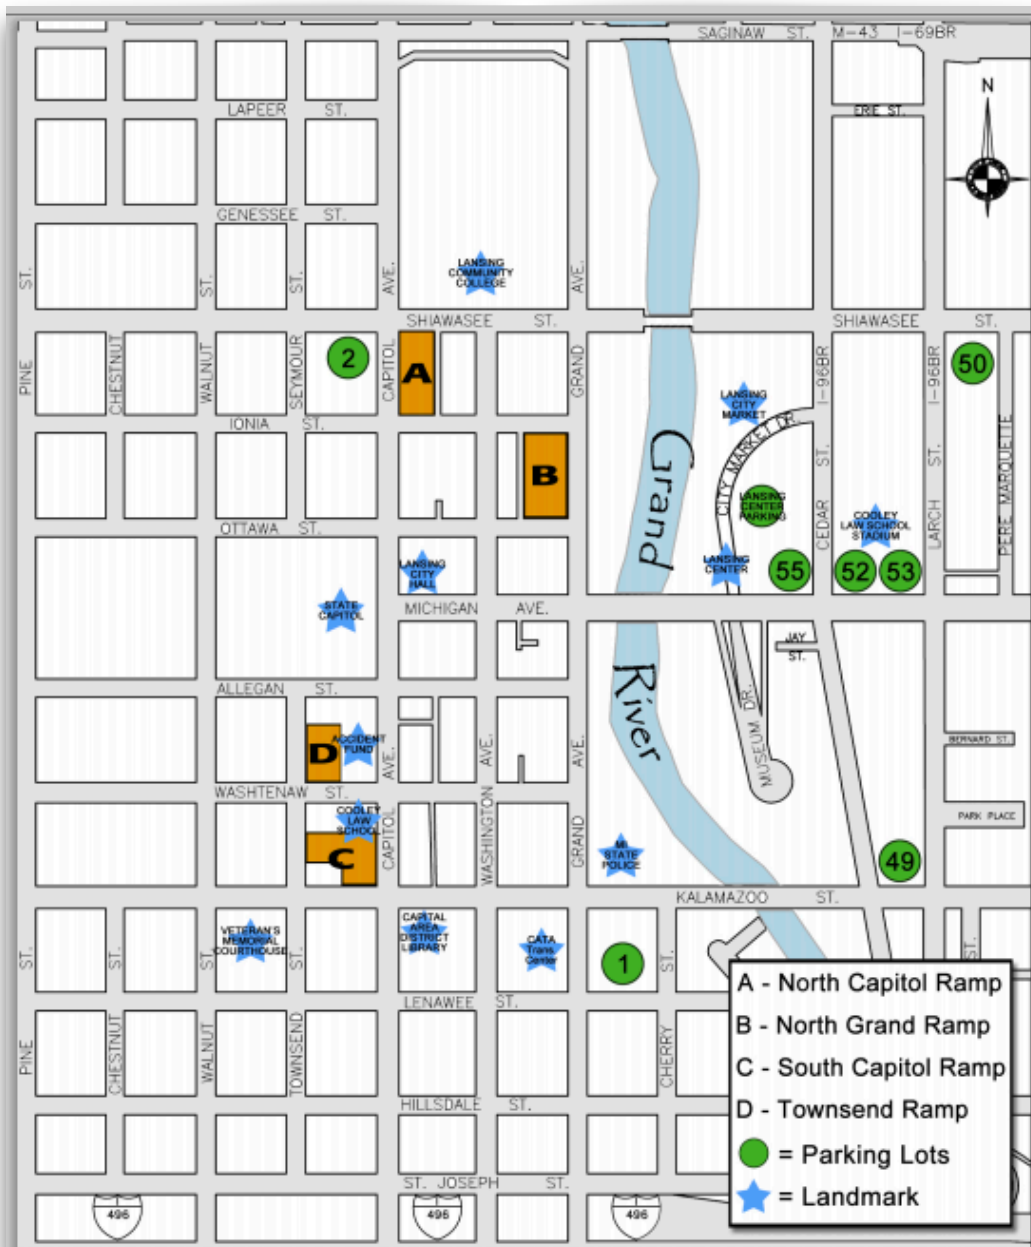 SAGINAW ST. M-43 I-69BR
LAPEER ST.
ERIE ST.
N
GENESSEE ST.
LANSING
COMMUNITY
COLLEGE
ST.
ST.
ST.
AVE.
AVE.
SHIAWASEE ST.
SHIAWASEE ST.
PINE
CHESTNUT
WALNUT
SEYMOUR
2
CAPITOL
A
GRAND
I-96BR
I-96BR
50
LANSING
CITY
MARKET
IONIA ST.
CITY MARKET DR.
Grand
B
ST.
ST.
PERE MARQUETTE
LANSING
CENTER
PARKING
CEDAR
LARCH
COOLEY
LAW SCHOOL
STADIUM
OTTAWA ST.
LANSING
CITY
HALL
LANSING
CENTER
55
52
53
STATE
CAPITOL
MICHIGAN AVE.
JAY
ST.
River
ALLEGAN ST.
MUSEUM DR.
D
ACCIDENT
FUND
AVE.
AVE.
AVE.
BERNARD ST.
WASHTENAW ST.
COOLEY
LAW
SCHOOL
C
CAPITOL
WASHINGTON
GRAND
PARK PLACE
MI
STATE
POLICE
49
KALAMAZOO ST.
VETERAN'S
MEMORIAL
COURTHOUSE
CAPITAL
AREA
DISTRICT
LIBRARY
CATA
Trans.
Center
1
ST.
ST.
ST.
ST.
ST.
ST.
LENAWEE ST.
PINE
CHESTNUT
WALNUT
TOWNSEND
CHERRY
HILLSDALE ST.
ST. JOSEPH ST.
496
496
496
A - North Capitol Ramp
B - North Grand Ramp
C - South Capitol Ramp
D - Townsend Ramp
= Parking Lots
= Landmark